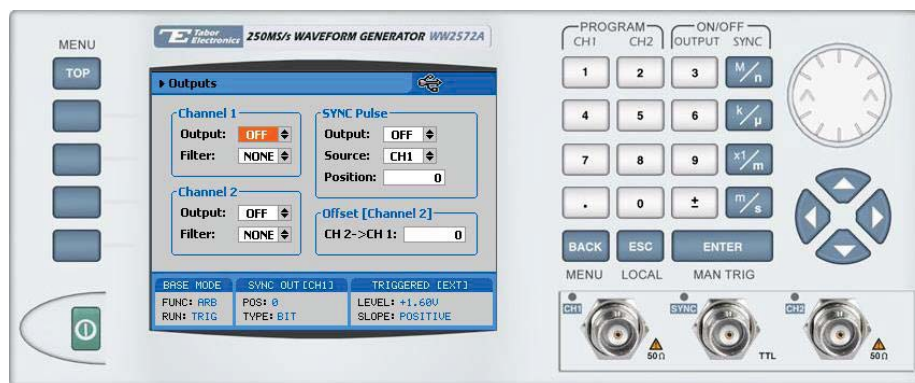 MENU
TOP
Tabor Electronics 250MS/s WAVEFORM GENERATOR WW2572A
Outputs
Channel 1
Output: OFF
Filter: NONE
Channel 2
Output: OFF
Filter: NONE
SYNC Pulse
Output: OFF
Source: CH1
Position: 0
Offset [Channel 2]
CH 2->CH 1: 0
BASE MODE
FUNC: ARB
RUN: TRIG
SYNC OUT [CH1]
POS: 0
TYPE: BIT
TRIGGERED [EXT]
LEVEL: +1.60V
SLOPE: POSITIVE
PROGRAM
CH1 CH2
ON/OFF
OUTPUT SYNC
1 2 3 M/n
4 5 6 k/µ
7 8 9 x1/m
. 0 ± m/s
BACK ESC ENTER
MENU LOCAL MAN TRIG
CH1 SYNC CH2
50Ω TTL 50Ω